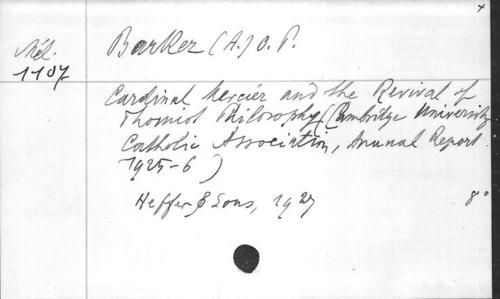 Mél.
1107
Barker (A.) O. P.
Cardinal Mercier and the Revival of
Thomist Philosophy (Cambridge University
Catholic Association, Annual Report
1925-6)
Heffer & Sons, 1927
8°